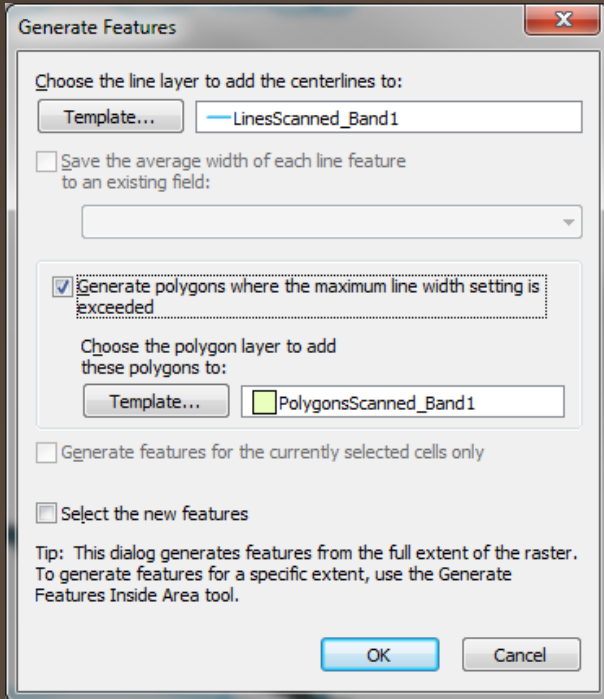 Generate Features
Choose the line layer to add the centerlines to:
Template... LinesScanned_Band1
Save the average width of each line feature
to an existing field:
Generate polygons where the maximum line width setting is
exceeded
Choose the polygon layer to add
these polygons to:
Template... PolygonsScanned_Band1
Generate features for the currently selected cells only
Select the new features
Tip: This dialog generates features from the full extent of the raster.
To generate features for a specific extent, use the Generate
Features Inside Area tool.
OK Cancel